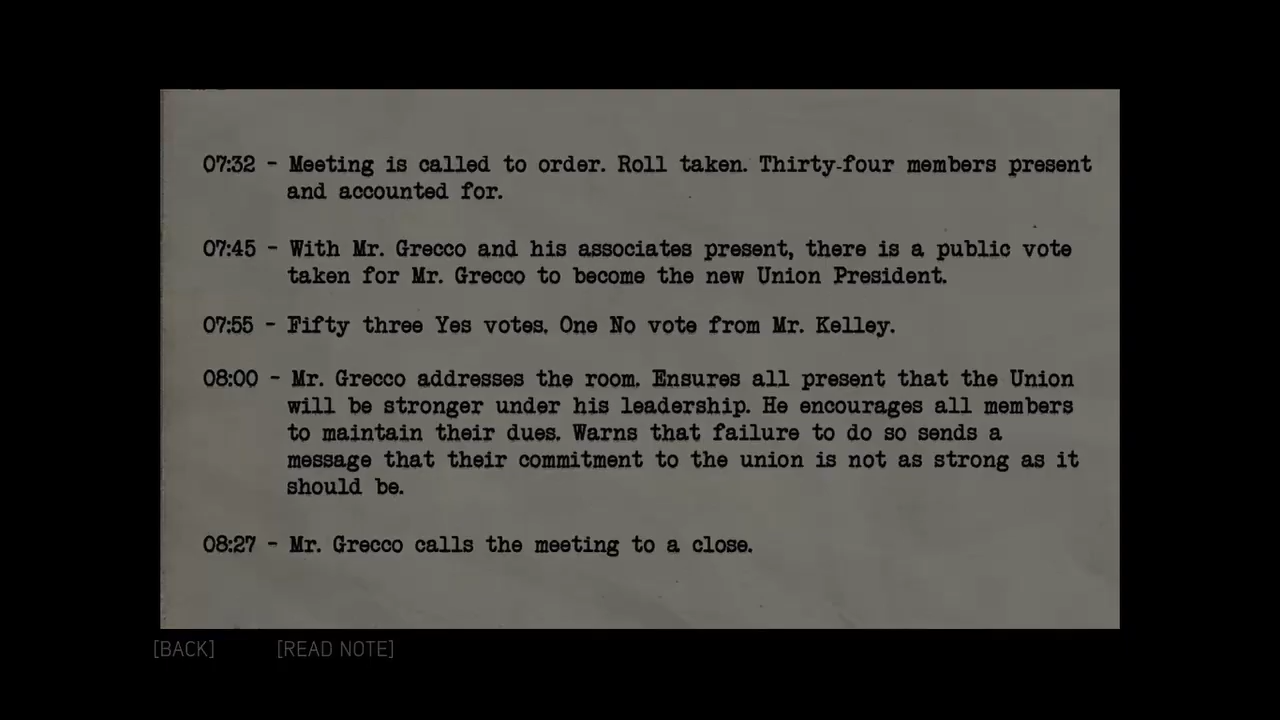 07:32 - Meeting is called to order. Roll taken. Thirty-four members present
and accounted for.
07:45 - With Mr. Grecco and his associates present, there is a public vote
taken for Mr. Grecco to become the new Union President.
07:55 - Fifty three Yes votes. One No vote from Mr. Kelley.
08:00 - Mr. Grecco addresses the room. Ensures all present that the Union
will be stronger under his leadership. He encourages all members
to maintain their dues. Warns that failure to do so sends a
message that their commitment to the union is not as strong as it
should be.
08:27 - Mr. Grecco calls the meeting to a close.
[BACK] [READ NOTE]